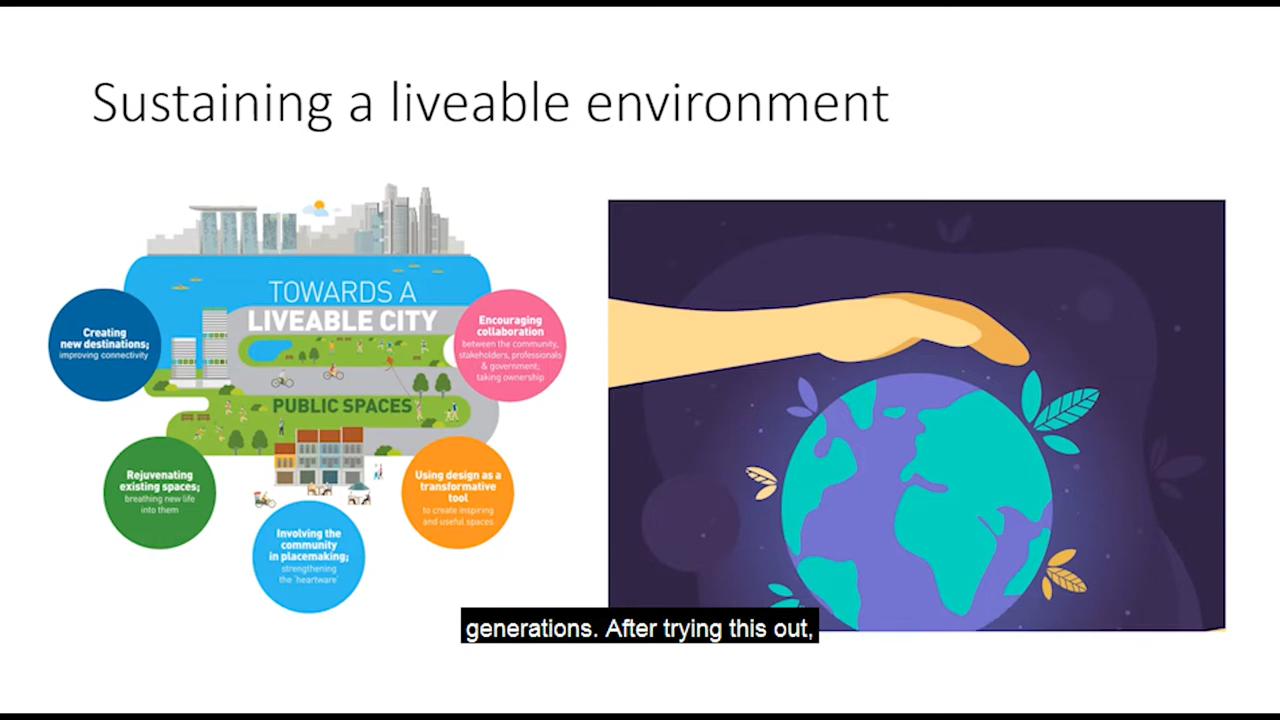 Sustaining a liveable environment
TOWARDS A
LIVEABLE CITY
PUBLIC SPACES
Creating
new destinations;
improving connectivity
Encouraging
collaboration
between the community,
stakeholders, professionals
& government;
taking ownership
Rejuvenating
existing spaces;
breathing new life
into them
Using design as a
transformative
tool
to create inspiring
and useful spaces
Involving the
community
in placemaking;
strengthening
the 'heartware'
generations. After trying this out,